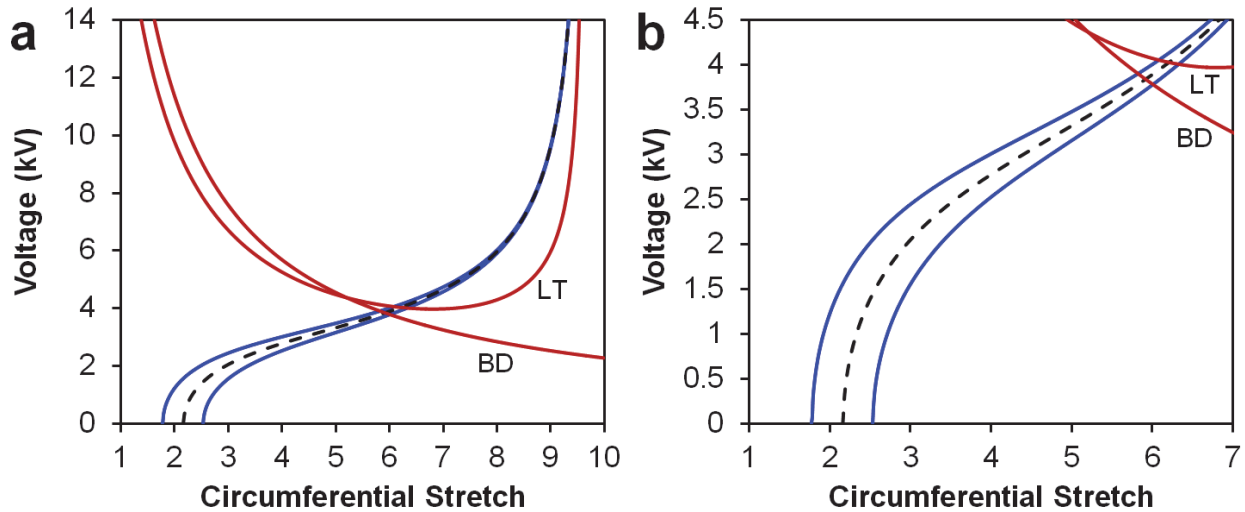 a
Voltage (kV)
14
12
10
8
6
4
2
0
LT
BD
1 2 3 4 5 6 7 8 9 10
Circumferential Stretch
b
Voltage (kV)
4.5
4
3.5
3
2.5
2
1.5
1
0.5
0
LT
BD
1 2 3 4 5 6 7
Circumferential Stretch